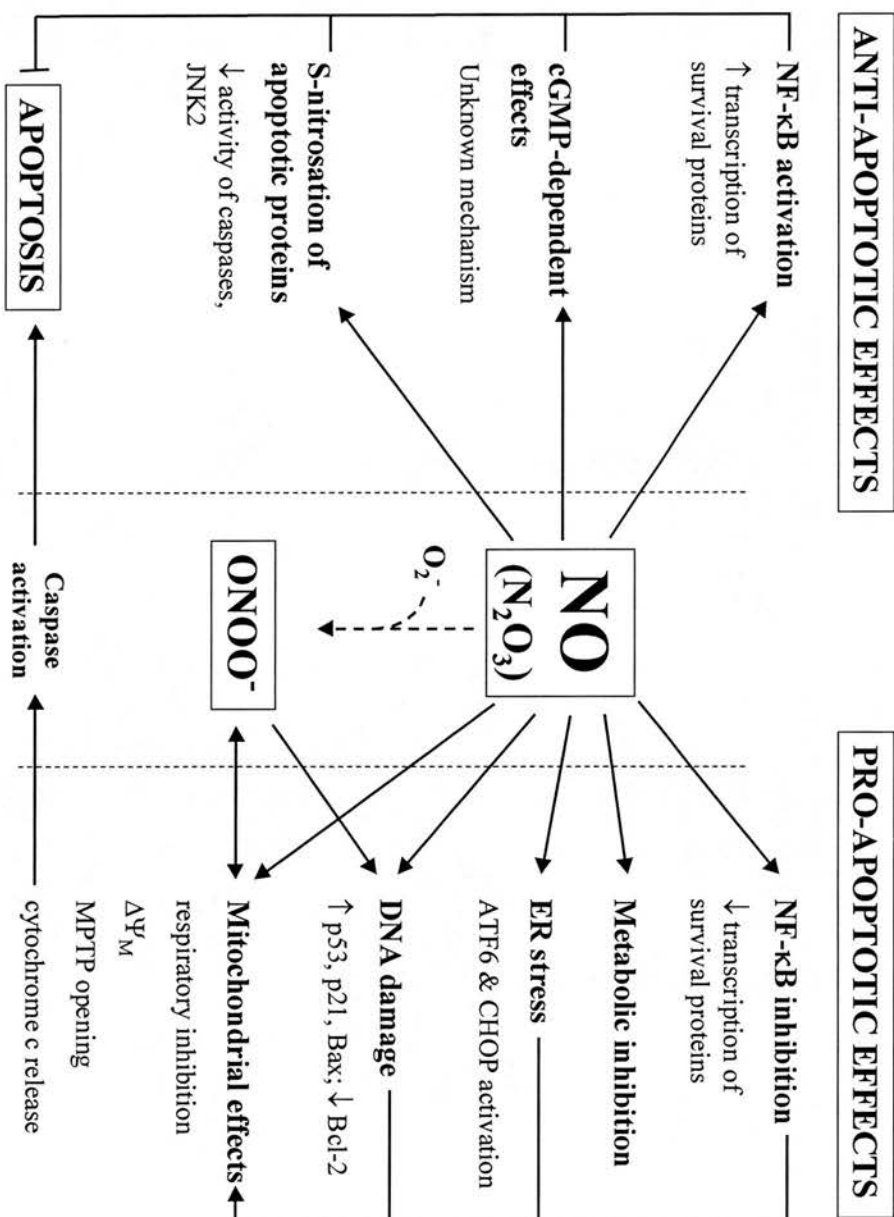 ANTI-APOPTOTIC EFFECTS
PRO-APOPTOTIC EFFECTS
NF-κB activation
↑ transcription of
survival proteins
cGMP-dependent
effects
Unknown mechanism
S-nitrosation of
apoptotic proteins
↓ activity of caspases,
JNK2
APOPTOSIS
NO
(N₂O₃)
O₂⁻
ONOO⁻
Caspase
activation
NF-κB inhibition
↓ transcription of
survival proteins
Metabolic inhibition
ER stress
ATF6 & CHOP activation
DNA damage
↑ p53, p21, Bax; ↓ Bcl-2
Mitochondrial effects
respiratory inhibition
ΔΨM
MPTP opening
cytochrome c release